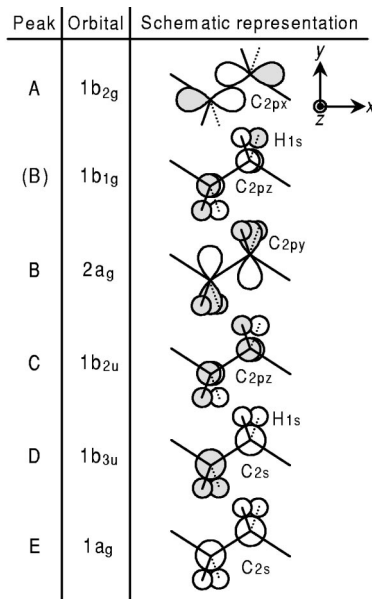 Peak Orbital Schematic representation
A 1b2g C2px
y
x
z
(B) 1b1g H1s C2pz
B 2ag C2py
C 1b2u C2pz
D 1b3u H1s C2s
E 1ag C2s